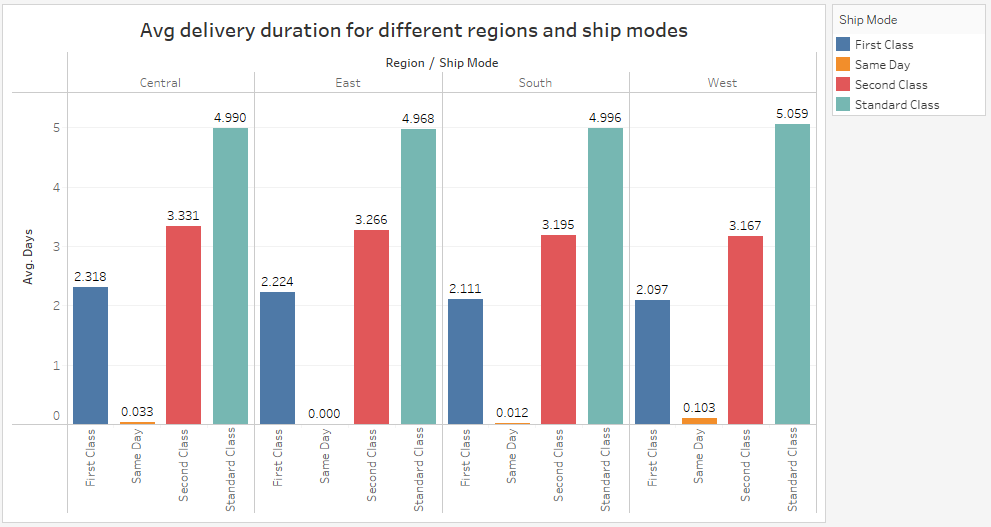 Avg delivery duration for different regions and ship modes
Region / Ship Mode
Central East South West
Avg. Days
5
4
3
2
1
0
2.318
0.033
3.331
4.990
2.224
0.000
3.266
4.968
2.111
0.012
3.195
4.996
2.097
0.103
3.167
5.059
First Class
Same Day
Second Class
Standard Class
First Class
Same Day
Second Class
Standard Class
First Class
Same Day
Second Class
Standard Class
First Class
Same Day
Second Class
Standard Class
Ship Mode
First Class
Same Day
Second Class
Standard Class